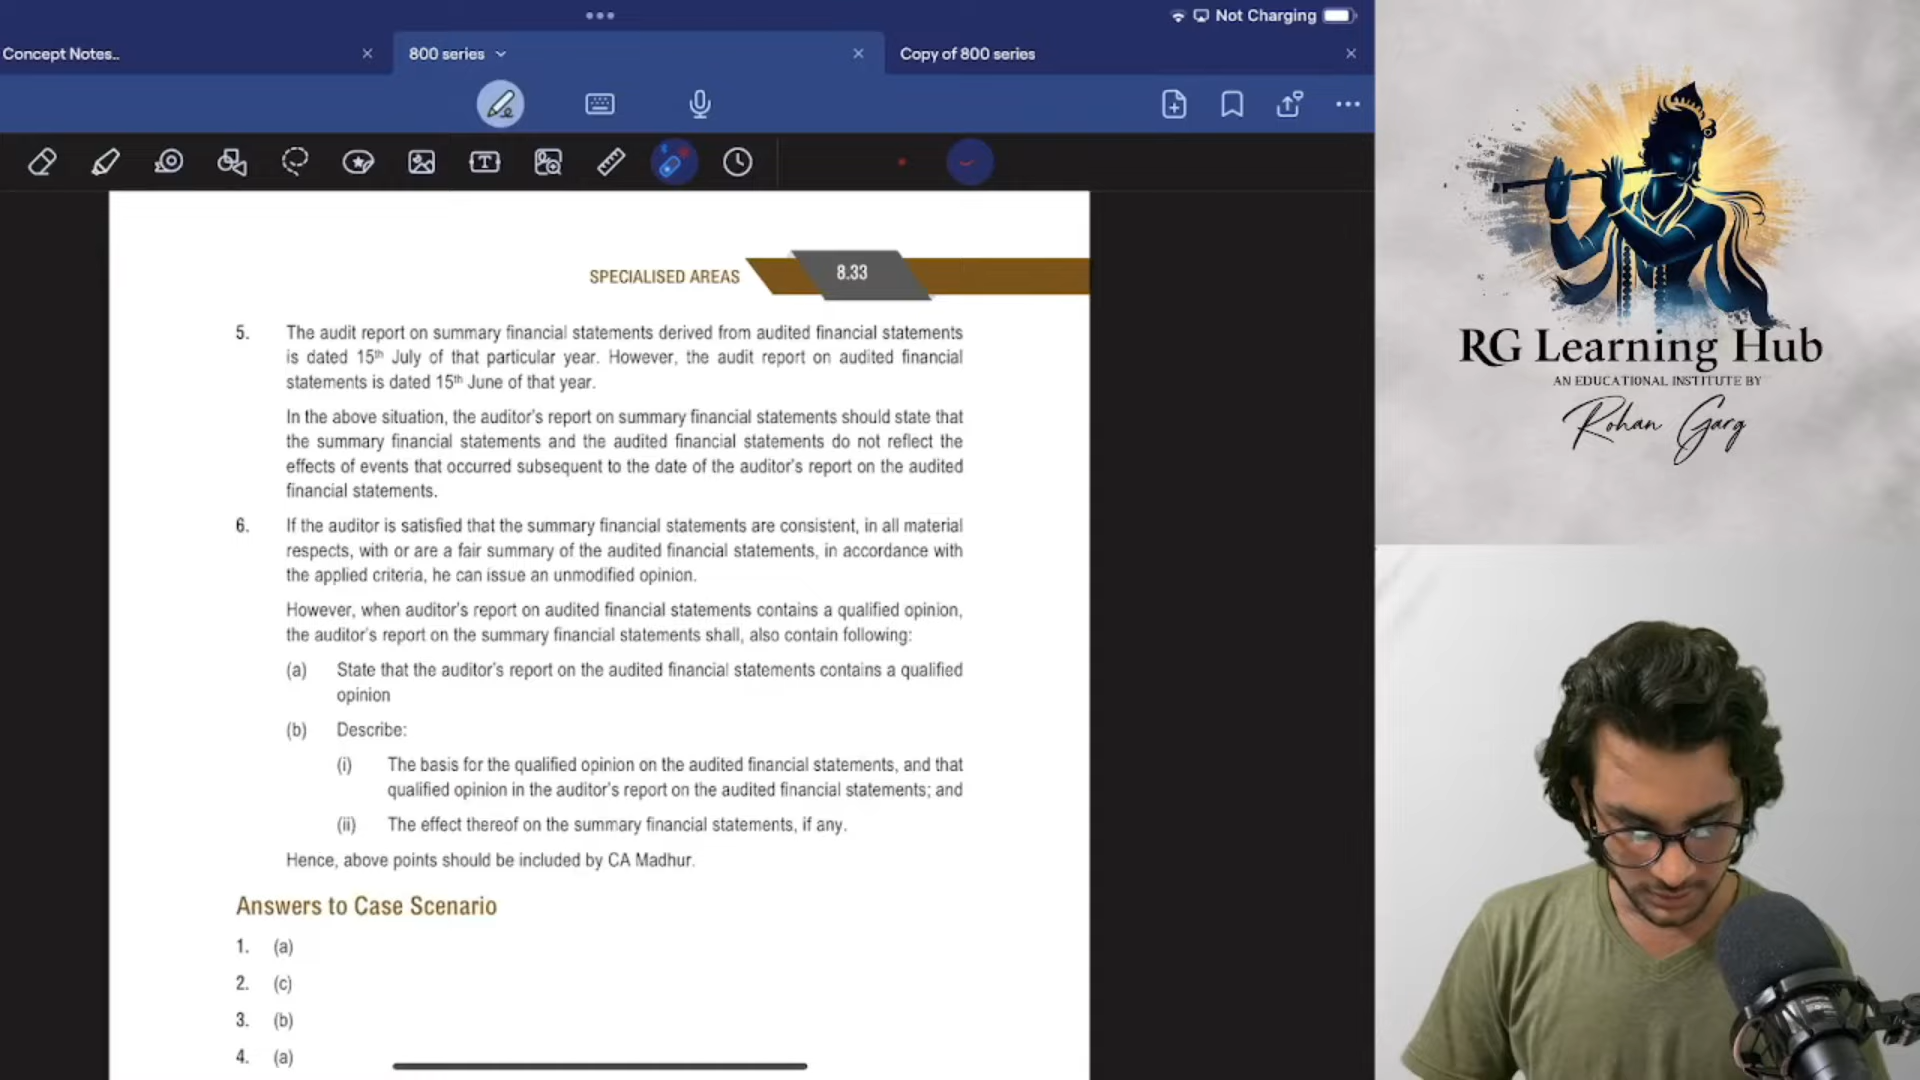 Not Charging
Concept Notes..
800 series
Copy of 800 series
SPECIALISED AREAS
8.33
5. The audit report on summary financial statements derived from audited financial statements
is dated 15th July of that particular year. However, the audit report on audited financial
statements is dated 15th June of that year.
In the above situation, the auditor's report on summary financial statements should state that
the summary financial statements and the audited financial statements do not reflect the
effects of events that occurred subsequent to the date of the auditor's report on the audited
financial statements.
6. If the auditor is satisfied that the summary financial statements are consistent, in all material
respects, with or are a fair summary of the audited financial statements, in accordance with
the applied criteria, he can issue an unmodified opinion.
However, when auditor's report on audited financial statements contains a qualified opinion,
the auditor's report on the summary financial statements shall, also contain following:
(a) State that the auditor's report on the audited financial statements contains a qualified
opinion
(b) Describe:
(i) The basis for the qualified opinion on the audited financial statements, and that
qualified opinion in the auditor's report on the audited financial statements; and
(ii) The effect thereof on the summary financial statements, if any.
Hence, above points should be included by CA Madhur.
Answers to Case Scenario
1. (a)
2. (c)
3. (b)
4. (a)
RG Learning Hub
AN EDUCATIONAL INSTITUTE BY
Rohan Garg